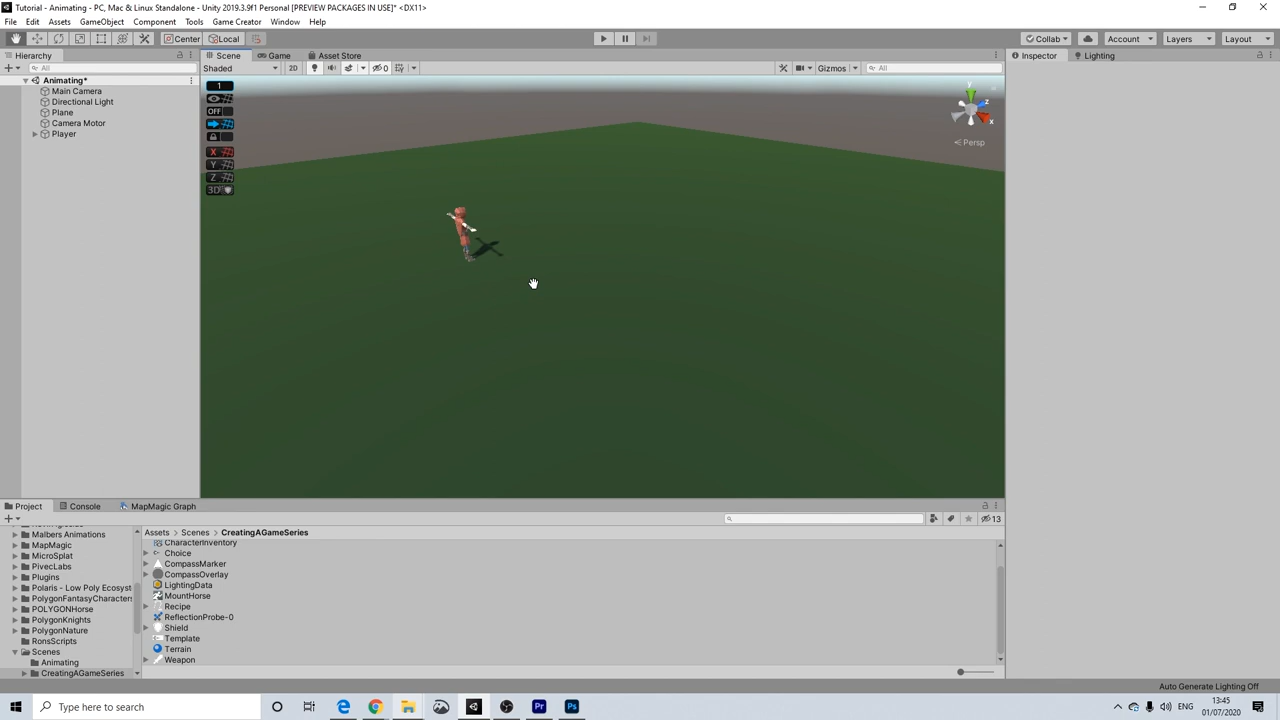 Tutorial - Animating - PC, Mac & Linux Standalone - Unity 2019.3.9f1 Personal [PREVIEW PACKAGES IN USE]* <DX11>
File Edit Assets GameObject Component Tools Game Creator Window Help
Center Local Collab Account Layers Layout
Hierarchy Scene Game Asset Store Inspector Lighting
All Shaded 2D 0 Gizmos All
Animating*
Main Camera
Directional Light
Plane
Camera Motor
Player
1
OFF
X
Y
Z
3D
y
z
x
Persp
Project Console MapMagic Graph
13
Malbers Animations
MapMagic
MicroSplat
PivecLabs
Plugins
Polaris - Low Poly Ecosyst
PolygonFantasyCharacters
POLYGONHorse
PolygonKnights
PolygonNature
RonsScripts
Scenes
Animating
CreatingAGameSeries
Assets > Scenes > CreatingAGameSeries
CharacterInventory
Choice
CompassMarker
CompassOverlay
LightingData
MountHorse
Recipe
ReflectionProbe-0
Shield
Template
Terrain
Weapon
Auto Generate Lighting Off
Type here to search
Pr
Ps
ENG
13:45
01/07/2020